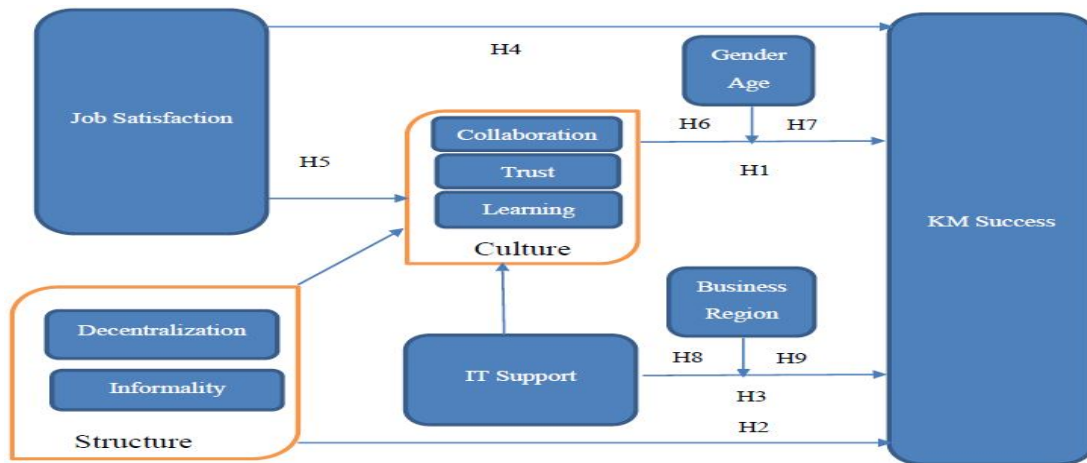 H4
Gender
Age
Job Satisfaction
Collaboration
H6
H7
H5
Trust
H1
Learning
KM Success
Culture
Business
Region
Decentralization
H8
H9
IT Support
Informality
H3
H2
Structure